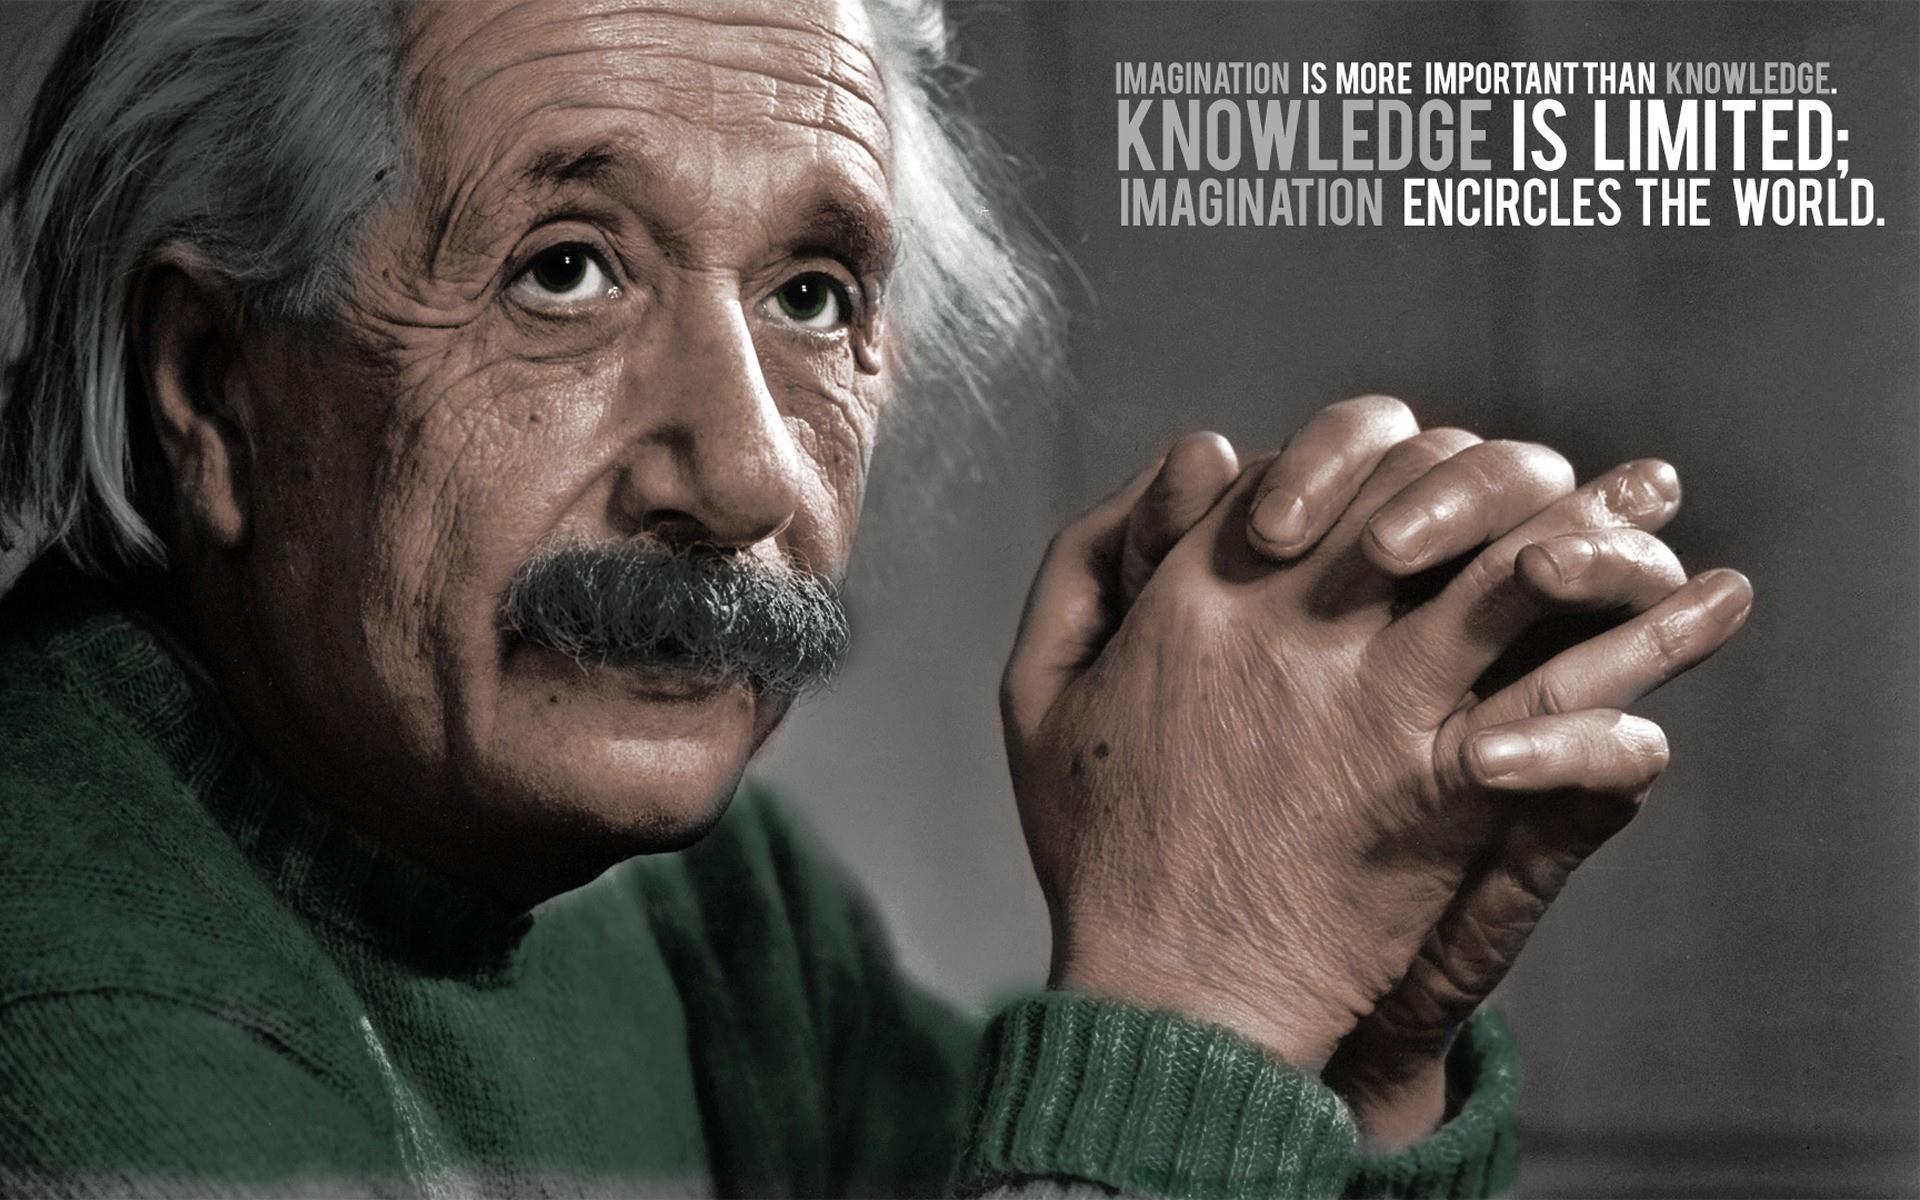 IMAGINATION IS MORE IMPORTANT THAN KNOWLEDGE.
KNOWLEDGE IS LIMITED;
IMAGINATION ENCIRCLES THE WORLD.